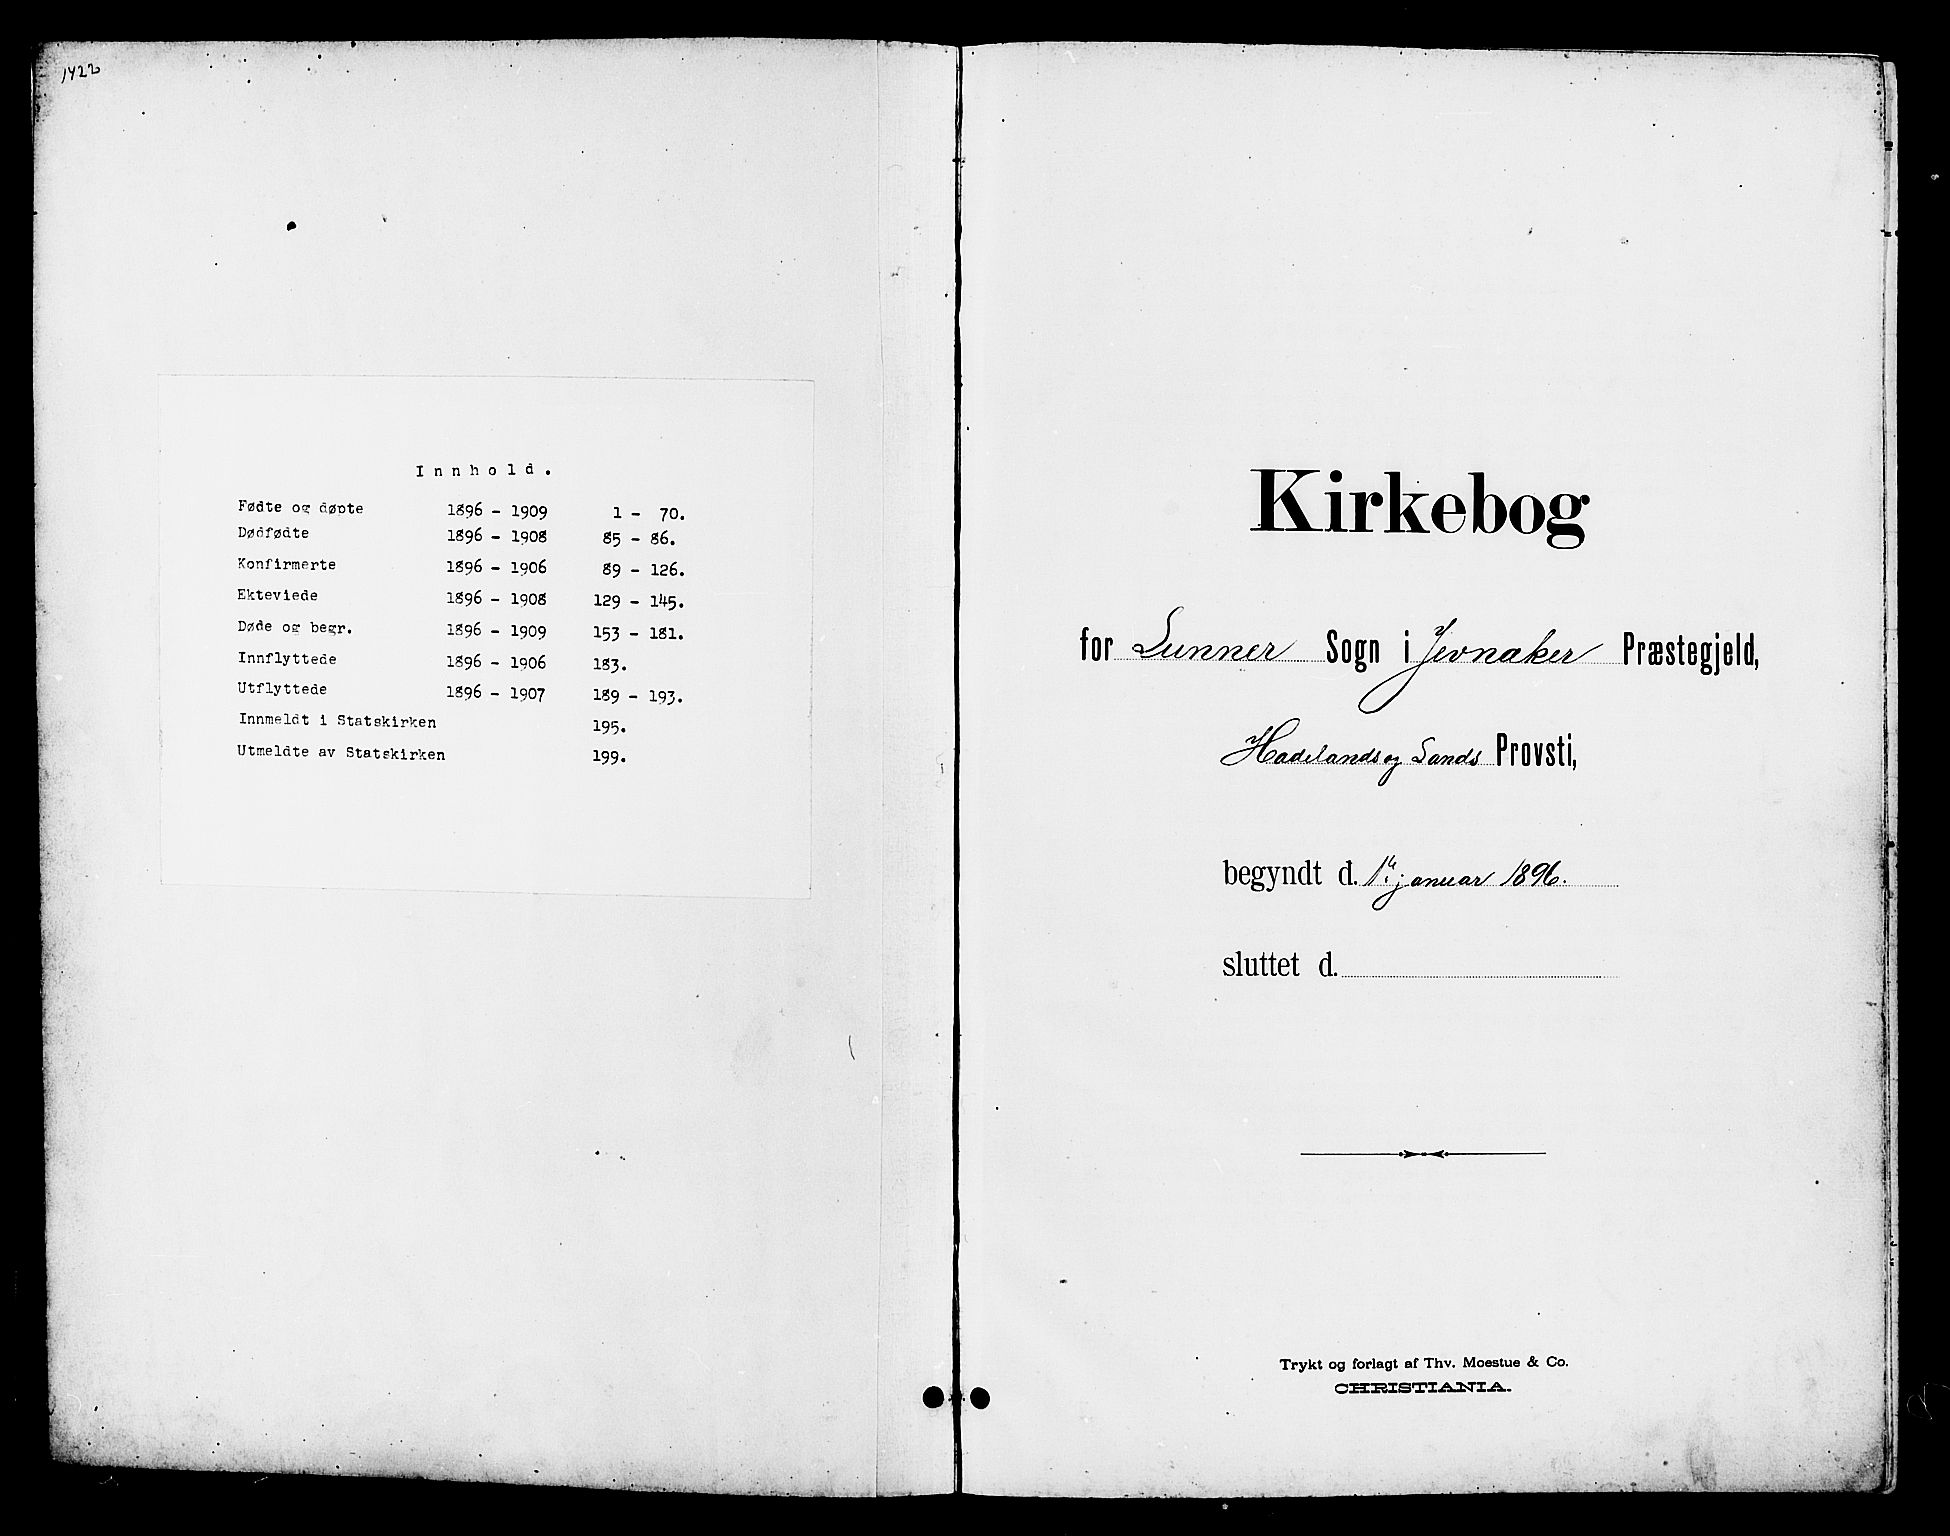 1422
Innhold.
Fødte og døpte 1896 - 1909 1 - 70.
Dødfødte 1896 - 1908 85 - 86.
Konfirmerte 1896 - 1906 89 - 126.
Ekteviede 1896 - 1908 129 - 145.
Døde og begr. 1896 - 1909 153 - 181.
Innflyttede 1896 - 1906 183.
Utflyttede 1896 - 1907 189 - 193.
Innmeldt i Statskirken 195.
Utmeldte av Statskirken 199.
Kirkebog
for Lunner Sogn i Jevnaker Præstegjeld,
Hadelands og Lands Provsti,
begyndt d. 1ste januar 1896.
sluttet d.
Trykt og forlagt af Thv. Moestue & Co.
CHRISTIANIA.